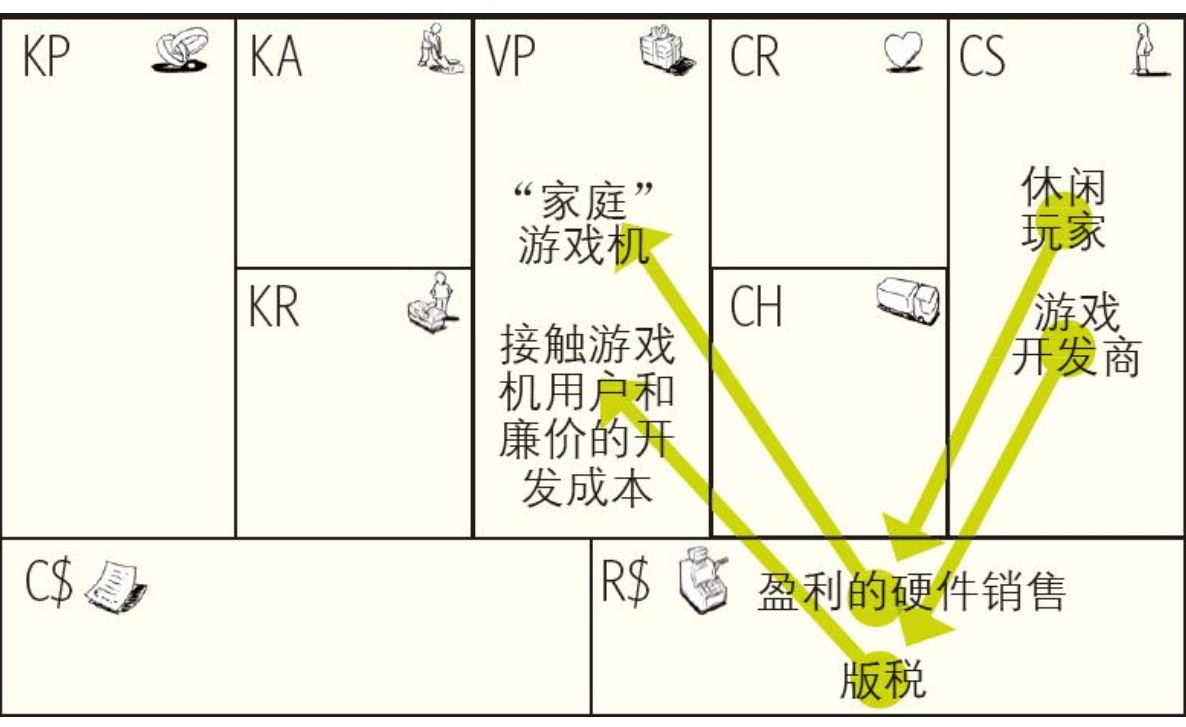 KP
KA
VP
CR
CS
“家庭”
游戏机
休闲
玩家
KR
接触游戏
机用户和
廉价的开
发成本
CH
游戏
开发商
C$
R$
盈利的硬件销售
版税